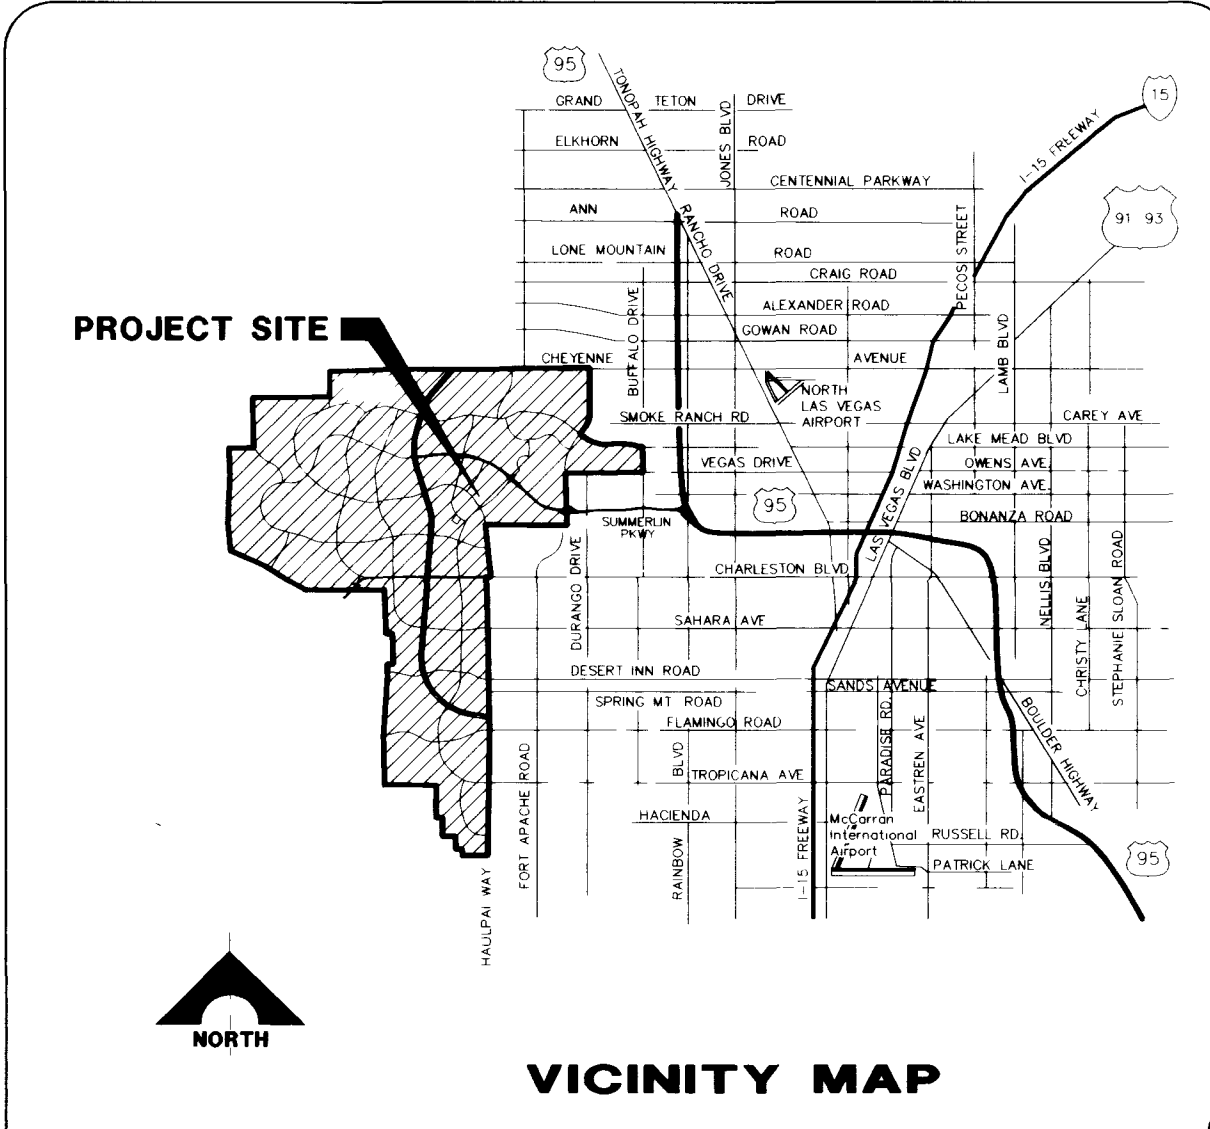 95
TONOPAH HIGHWAY
GRAND TETON DRIVE
JONES BLVD
15
I-15 FREEWAY
ELKHORN ROAD
CENTENNIAL PARKWAY
ANN ROAD
RANCHO DRIVE
PECOS STREET
91 93
LONE MOUNTAIN ROAD
CRAIG ROAD
BUFFALO DRIVE
ALEXANDER ROAD
GOWAN ROAD
PROJECT SITE
LAMB BLVD
CHEYENNE AVENUE
NORTH
LAS VEGAS
AIRPORT
SMOKE RANCH RD
CAREY AVE
LAKE MEAD BLVD
VEGAS DRIVE
OWENS AVE.
WASHINGTON AVE.
LAS VEGAS BLVD
95
BONANZA ROAD
SUMMERLIN
PKWY
CHARLESTON BLVD
DURANGO DRIVE
NELLIS BLVD
STEPHANIE SLOAN ROAD
CHRISTY LANE
SAHARA AVE
DESERT INN ROAD
SANDS AVENUE
SPRING MT ROAD
FLAMINGO ROAD
PARADISE RD.
EASTREN AVE
BOULDER HIGHWAY
FORT APACHE ROAD
RAINBOW BLVD
TROPICANA AVE
HACIENDA
I-15 FREEWAY
McCarran
International
Airport
RUSSELL RD.
PATRICK LANE
95
HAULPAI WAY
NORTH
VICINITY MAP